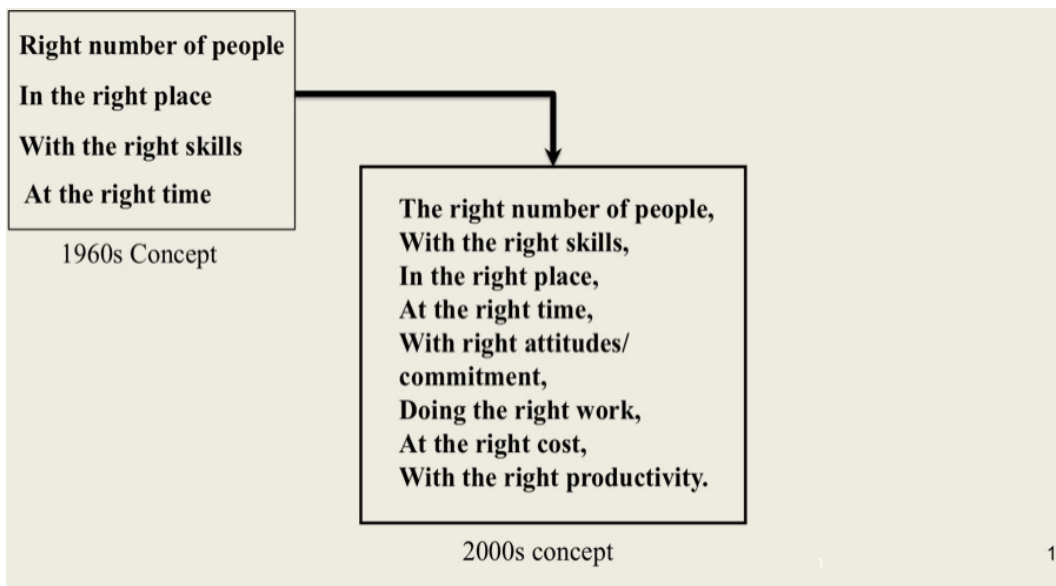 Right number of people
In the right place
With the right skills
At the right time
1960s Concept
The right number of people,
With the right skills,
In the right place,
At the right time,
With right attitudes/
commitment,
Doing the right work,
At the right cost,
With the right productivity.
2000s concept
1
1